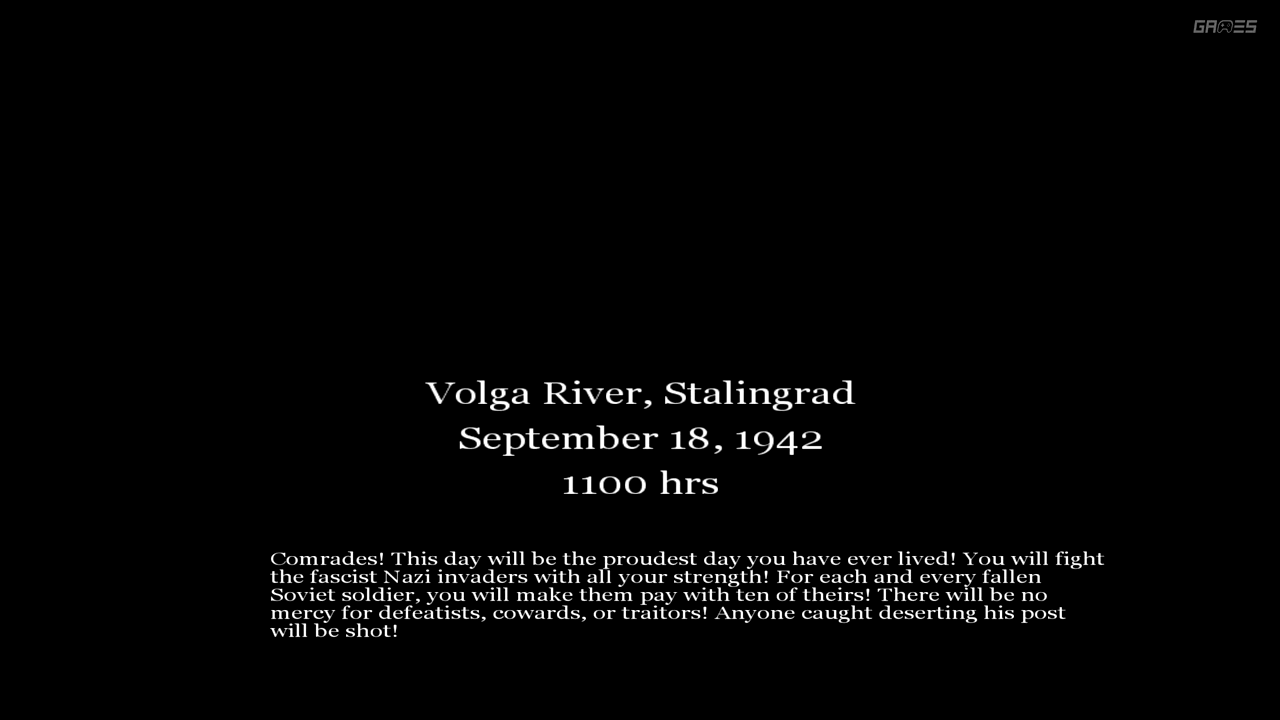 GAMES
Volga River, Stalingrad
September 18, 1942
1100 hrs
Comrades! This day will be the proudest day you have ever lived! You will fight
the fascist Nazi invaders with all your strength! For each and every fallen
Soviet soldier, you will make them pay with ten of theirs! There will be no
mercy for defeatists, cowards, or traitors! Anyone caught deserting his post
will be shot!